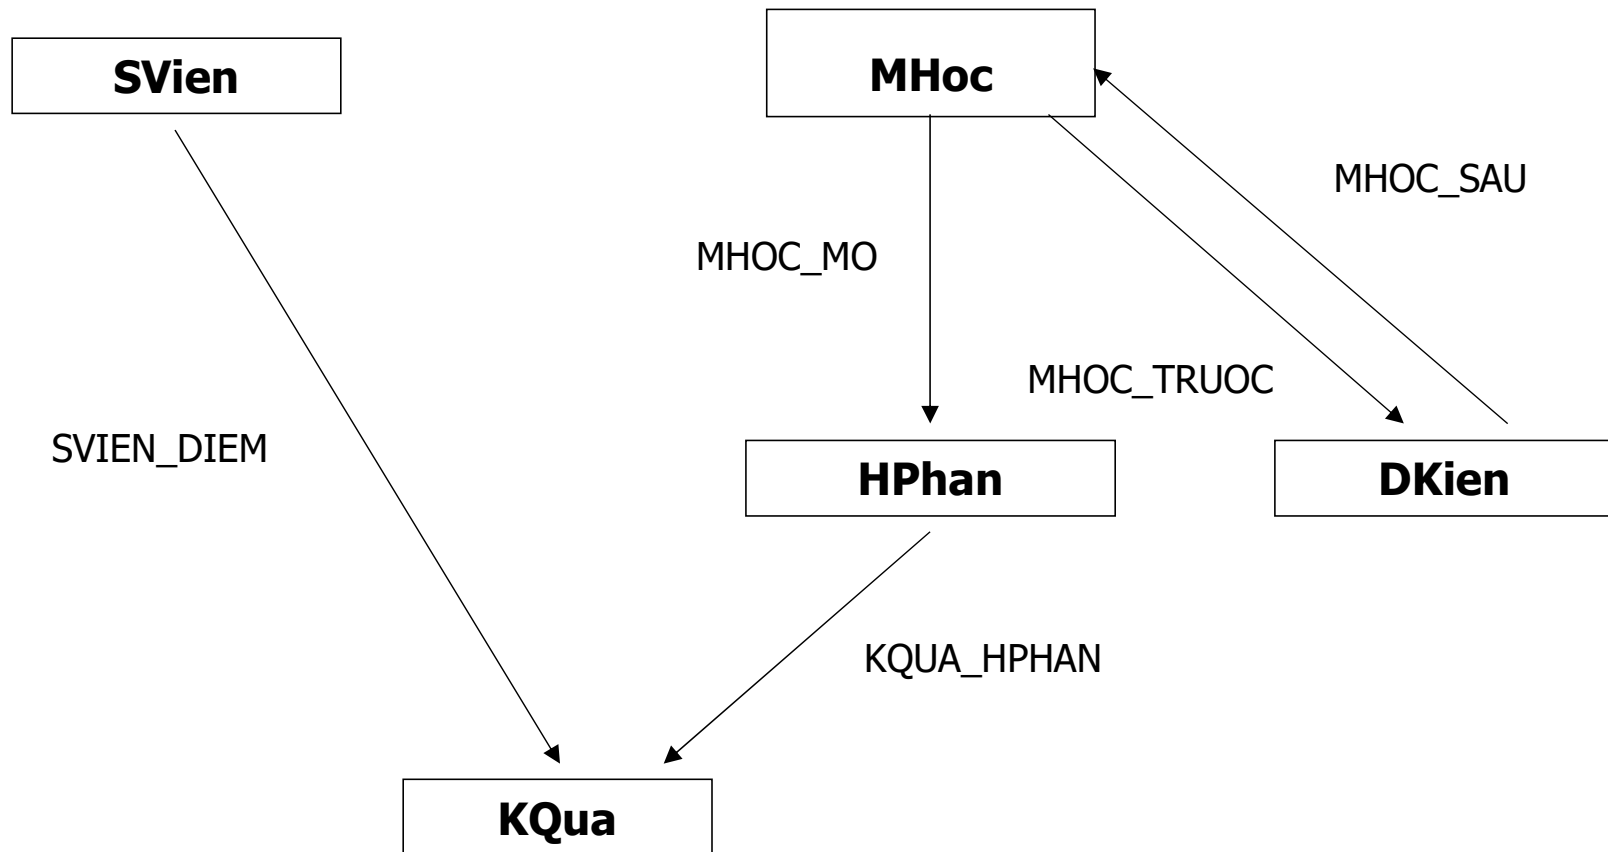 SVien
MHoc
MHOC_SAU
MHOC_MO
MHOC_TRUOC
SVIEN_DIEM
HPhan
DKien
KQUA_HPHAN
KQua